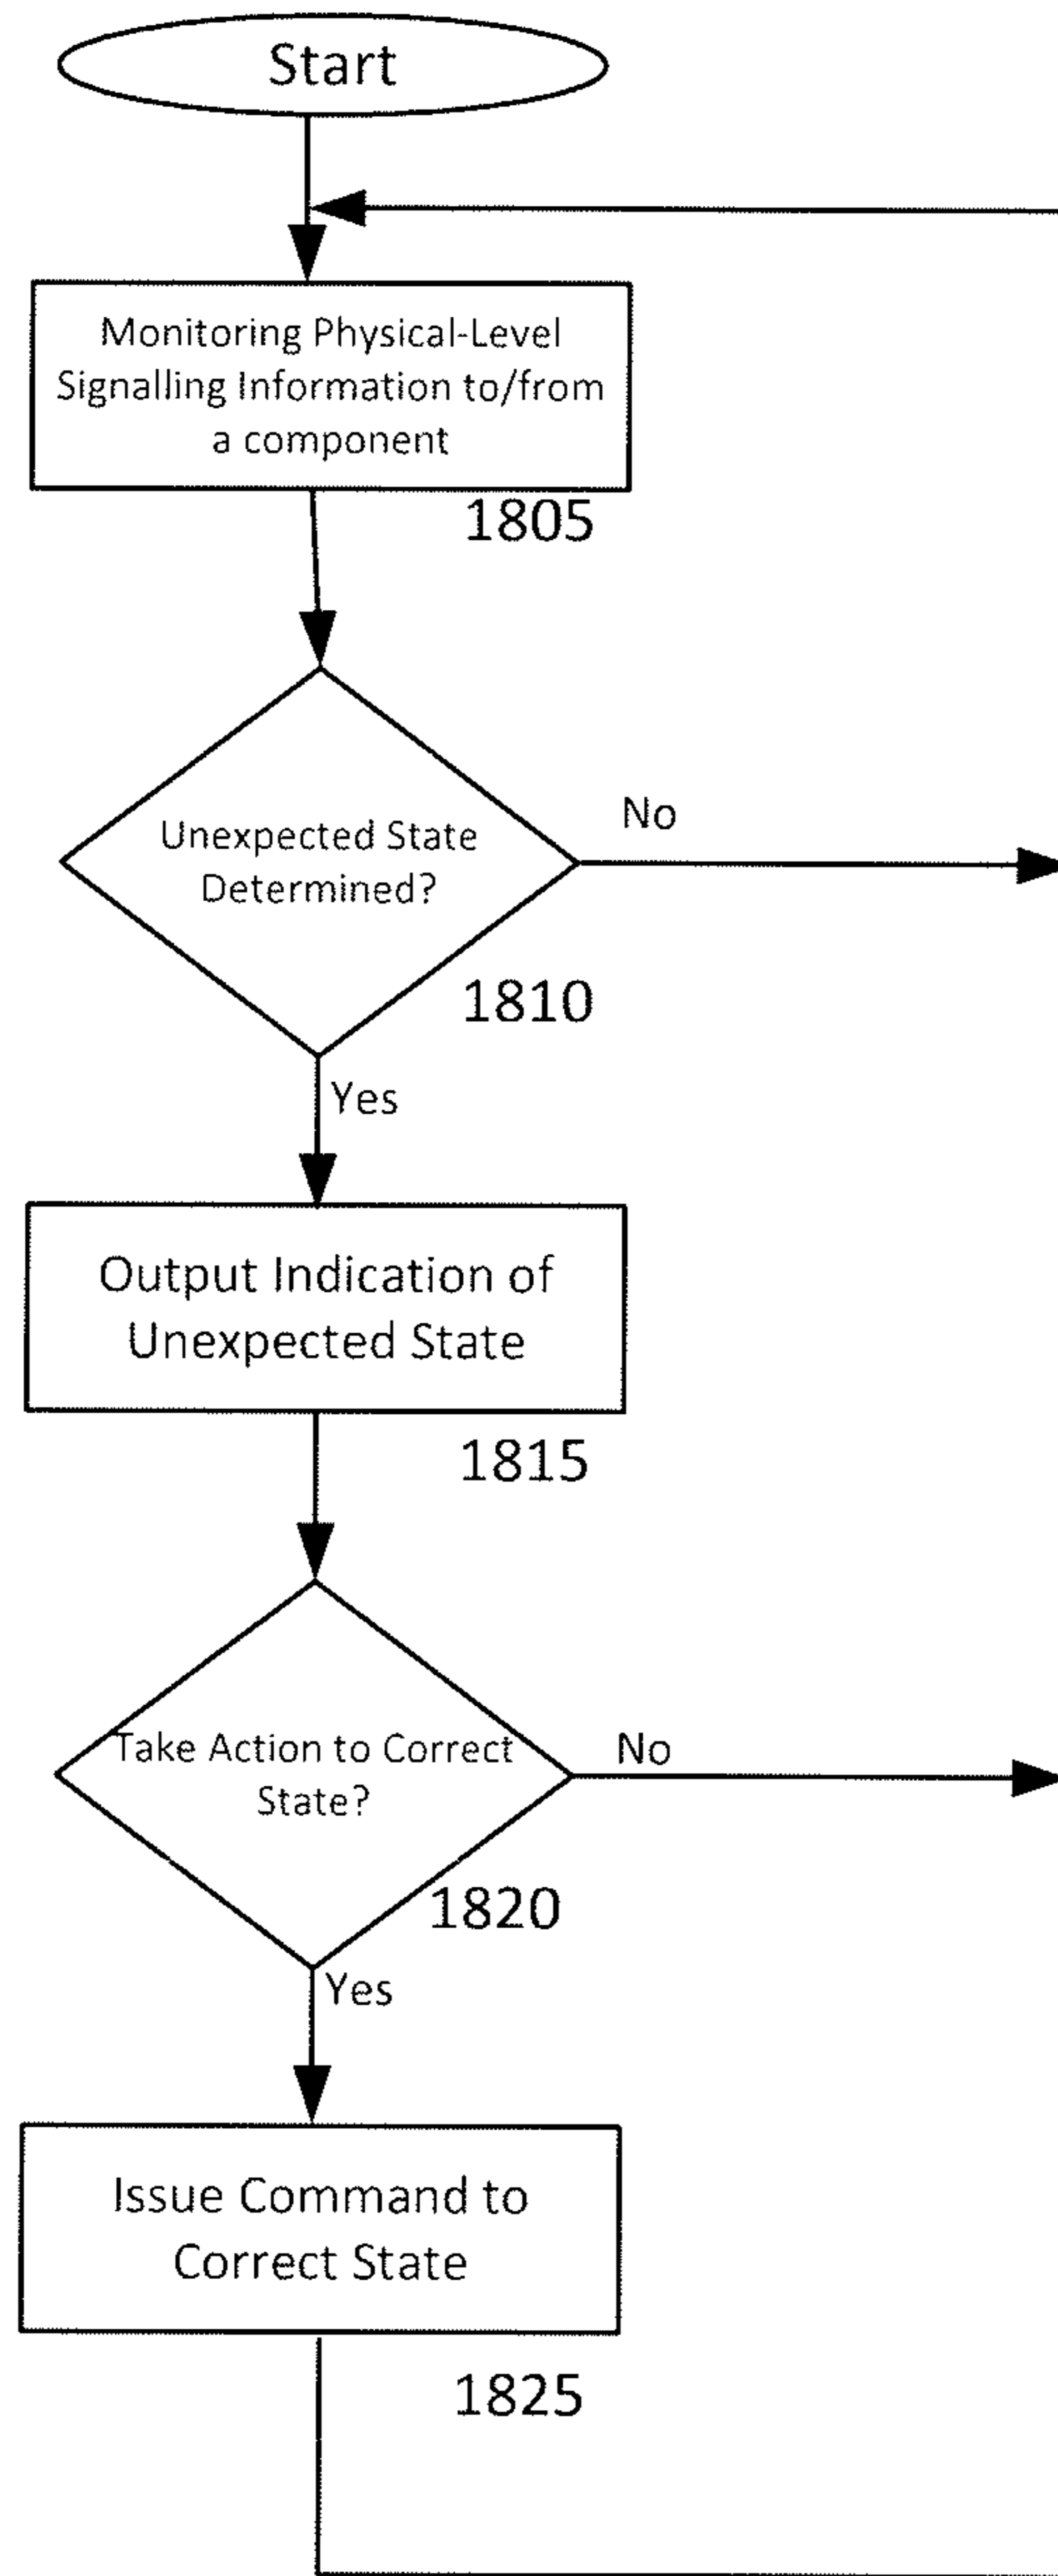 Start
Monitoring Physical-Level
Signalling Information to/from
a component
1805
Unexpected State
Determined?
No
1810
Yes
Output Indication of
Unexpected State
1815
Take Action to Correct
State?
No
1820
Yes
Issue Command to
Correct State
1825